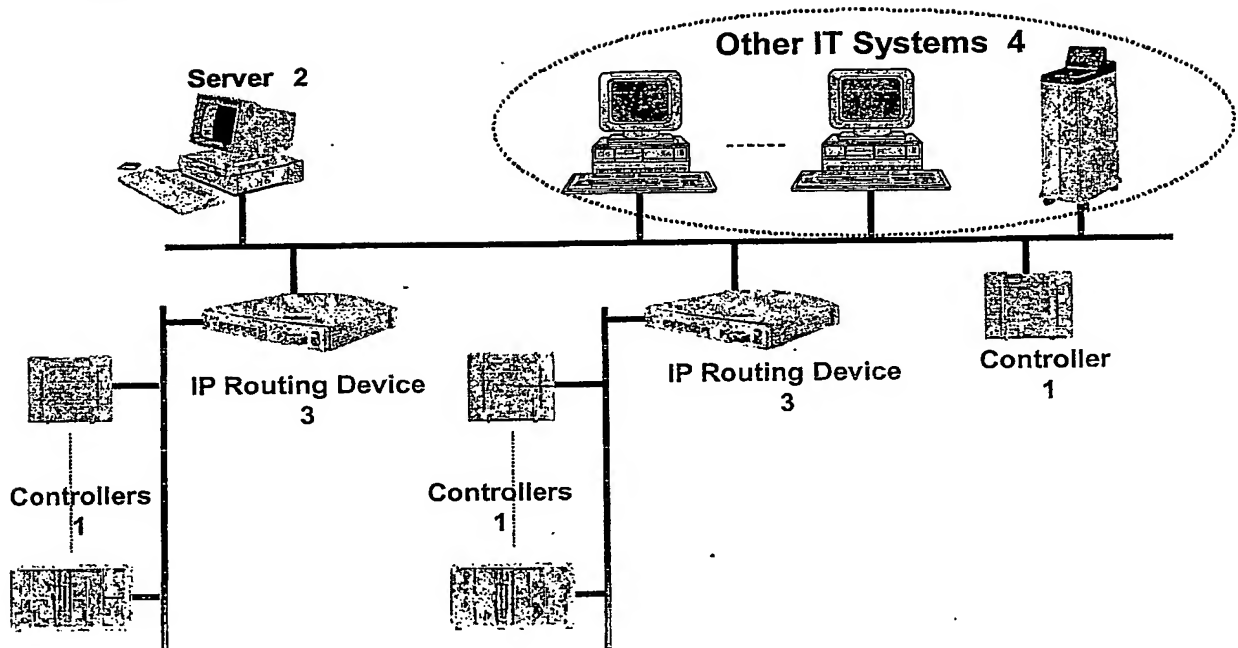 Other IT Systems 4
Server 2
IP Routing Device
3
IP Routing Device
3
Controller
1
Controllers
1
Controllers
1